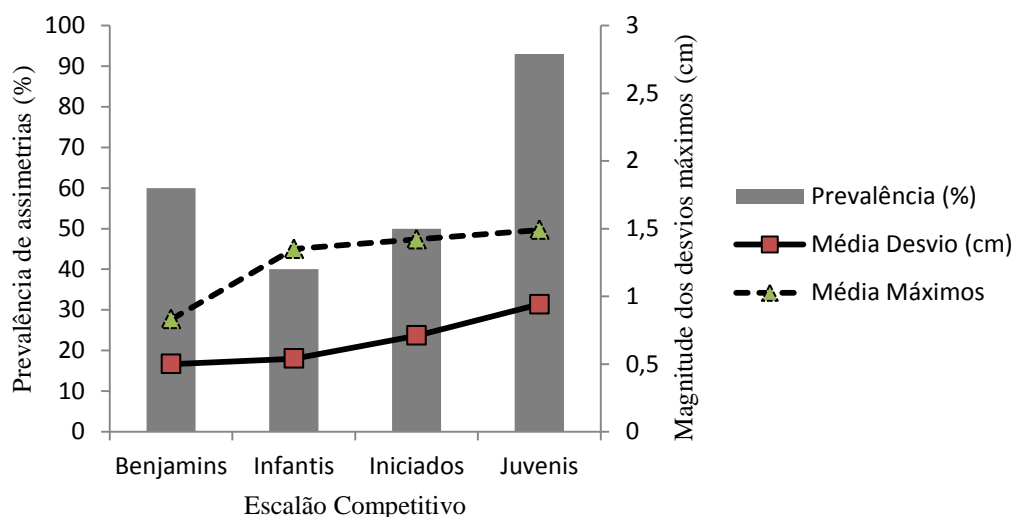 Prevalência de assimetrias (%)
100
90
80
70
60
50
40
30
20
10
0
3
2,5
2
1,5
1
0,5
0
Magnitude dos desvios máximos (cm)
Benjamins Infantis Iniciados Juvenis
Escalão Competitivo
Prevalência (%)
Média Desvio (cm)
Média Máximos